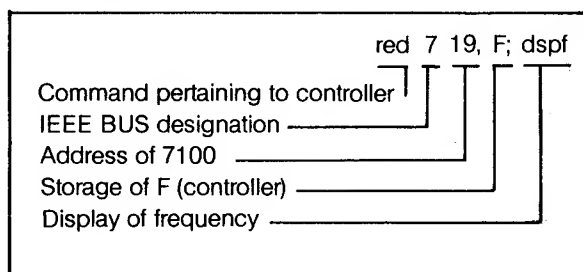 red 7 19, F; dspf
Command pertaining to controller
IEEE BUS designation
Address of 7100
Storage of F (controller)
Display of frequency